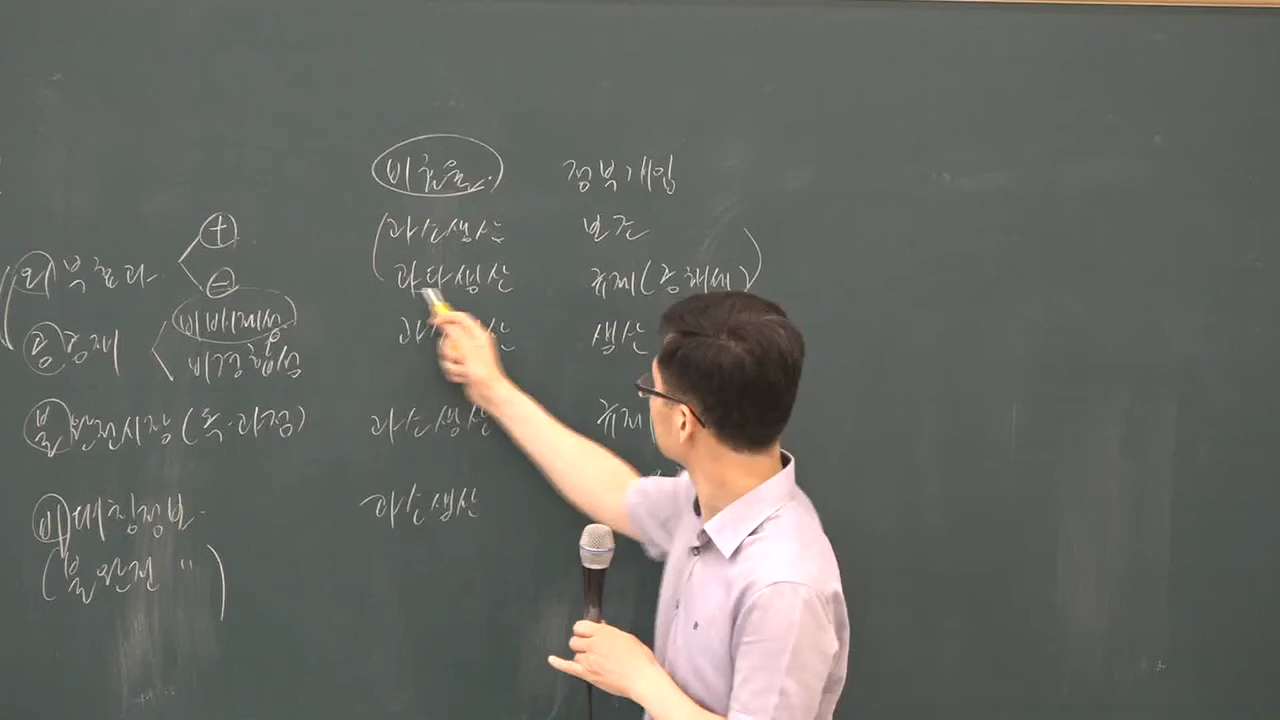 비효율 정부개입
+ 과소생산 보조
외부효과
- 과다생산 규제(공해세)
비배제성
공공재 생산
비경합성
불완전시장(독·과점) 과소생산 규제
비대칭정보 과소생산
(불완전 〃 )